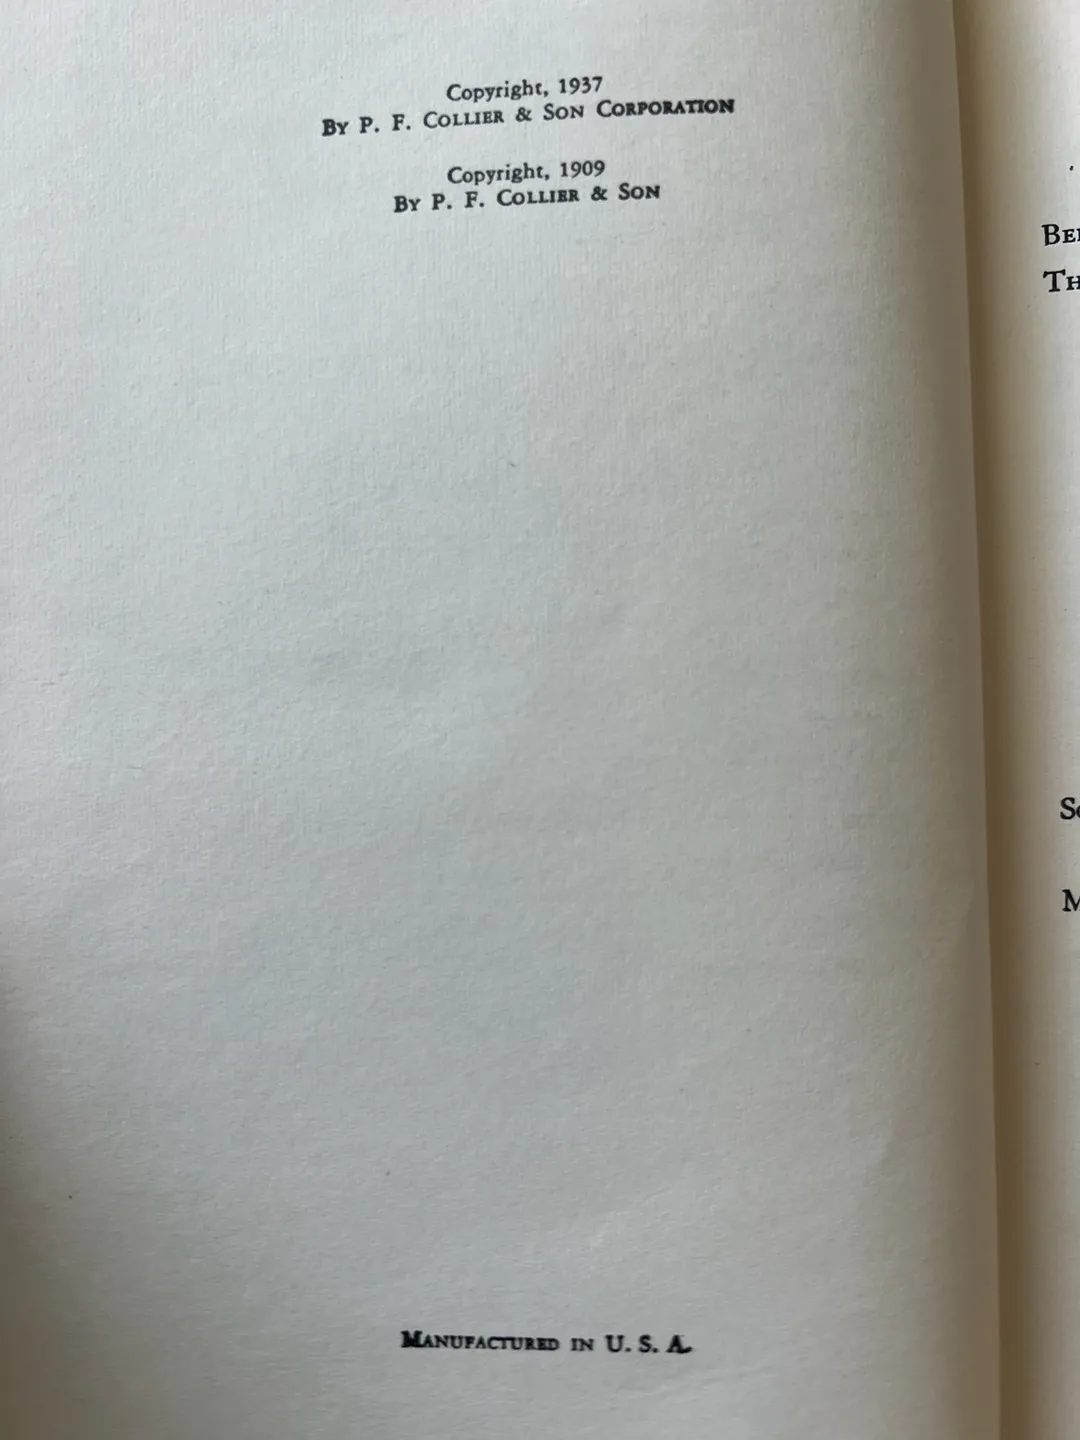 Copyright, 1937
BY P. F. COLLIER & SON CORPORATION
Copyright, 1909
BY P. F. COLLIER & SON
MANUFACTURED IN U. S. A.